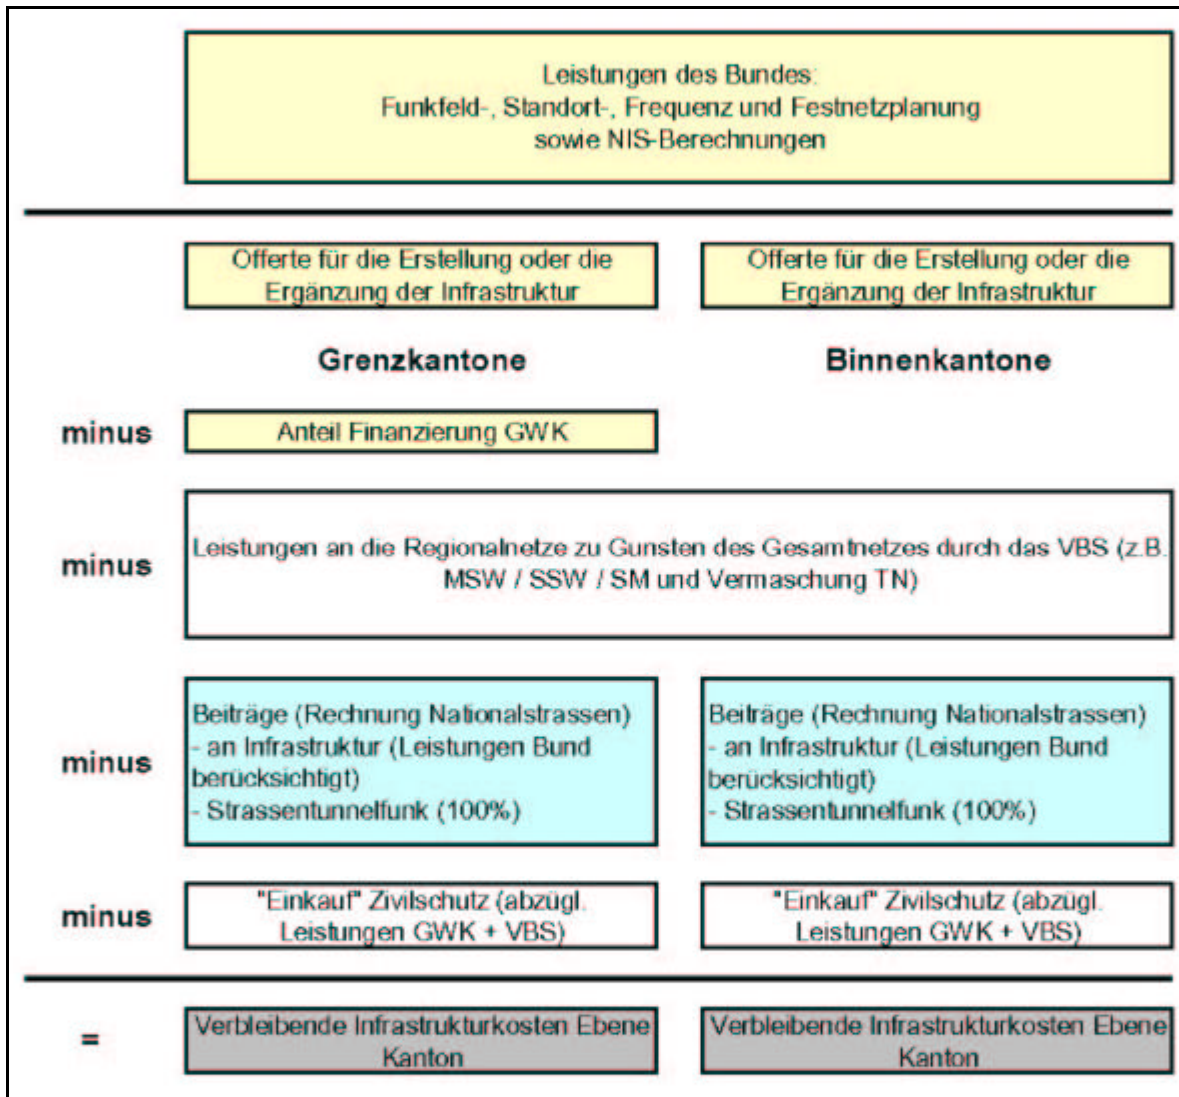 Leistungen des Bundes:
Funkfeld-, Standort-, Frequenz und Festnetzplanung
sowie NIS-Berechnungen
Offerte für die Erstellung oder die
Ergänzung der Infrastruktur
Offerte für die Erstellung oder die
Ergänzung der Infrastruktur
Grenzkantone
Binnenkantone
minus
Anteil Finanzierung GWK
minus
Leistungen an die Regionalnetze zu Gunsten des Gesamtnetzes durch das VBS (z.B.
MSW / SSW / SM und Vermaschung TN)
minus
Beiträge (Rechnung Nationalstrassen)
- an Infrastruktur (Leistungen Bund
berücksichtigt)
- Strassentunnelfunk (100%)
Beiträge (Rechnung Nationalstrassen)
- an Infrastruktur (Leistungen Bund
berücksichtigt)
- Strassentunnelfunk (100%)
minus
"Einkauf" Zivilschutz (abzügl.
Leistungen GWK + VBS)
"Einkauf" Zivilschutz (abzügl.
Leistungen GWK + VBS)
=
Verbleibende Infrastrukturkosten Ebene
Kanton
Verbleibende Infrastrukturkosten Ebene
Kanton